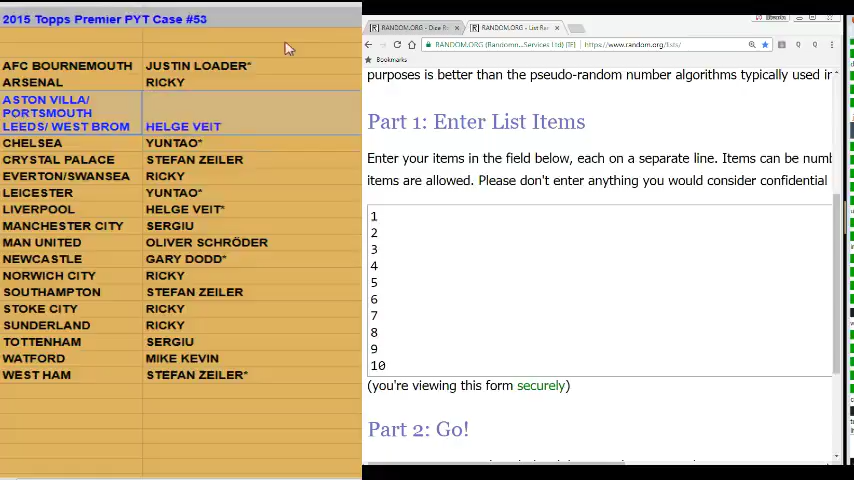 2015 Topps Premier PYT Case #53
AFC BOURNEMOUTH JUSTIN LOADER*
ARSENAL RICKY
ASTON VILLA/
PORTSMOUTH
LEEDS/ WEST BROM HELGE VEIT
CHELSEA YUNTAO*
CRYSTAL PALACE STEFAN ZEILER
EVERTON/SWANSEA RICKY
LEICESTER YUNTAO*
LIVERPOOL HELGE VEIT*
MANCHESTER CITY SERGIU
MAN UNITED OLIVER SCHRÖDER
NEWCASTLE GARY DODD*
NORWICH CITY RICKY
SOUTHAMPTON STEFAN ZEILER
STOKE CITY RICKY
SUNDERLAND RICKY
TOTTENHAM SERGIU
WATFORD MIKE KEVIN
WEST HAM STEFAN ZEILER*
RANDOM.ORG - Dice Ro
RANDOM.ORG - List Ran
RANDOM.ORG (Randomn... Services Ltd) [IE] https://www.random.org/lists/
Bookmarks
purposes is better than the pseudo-random number algorithms typically used in
Part 1: Enter List Items
Enter your items in the field below, each on a separate line. Items can be numb
items are allowed. Please don't enter anything you would consider confidential
1
2
3
4
5
6
7
8
9
10
(you're viewing this form securely)
Part 2: Go!